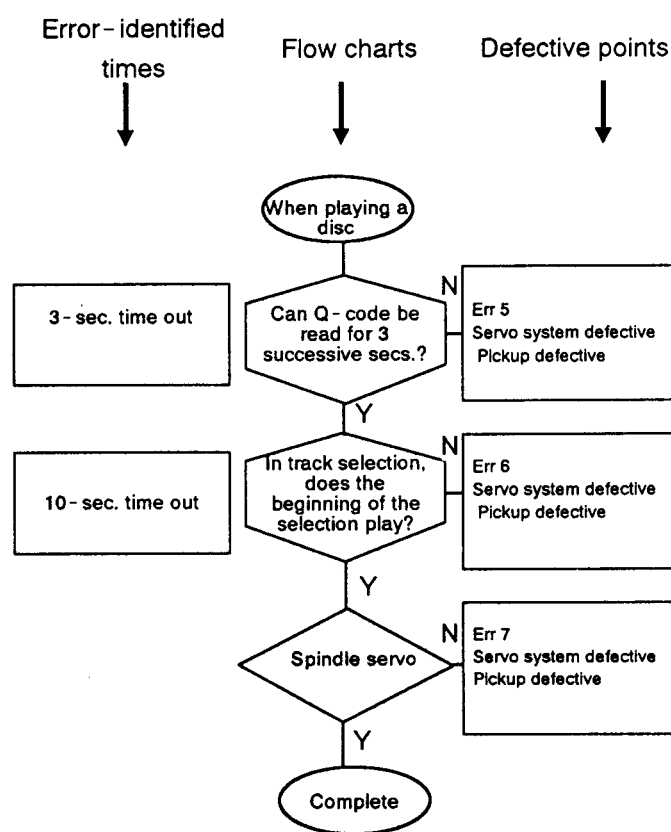 Error-identified
times
Flow charts
Defective points
When playing a
disc
3-sec. time out
Can Q-code be
read for 3
successive secs.?
N
Err 5
Servo system defective
Pickup defective
Y
10-sec. time out
In track selection,
does the
beginning of the
selection play?
N
Err 6
Servo system defective
Pickup defective
Y
Spindle servo
N
Err 7
Servo system defective
Pickup defective
Y
Complete